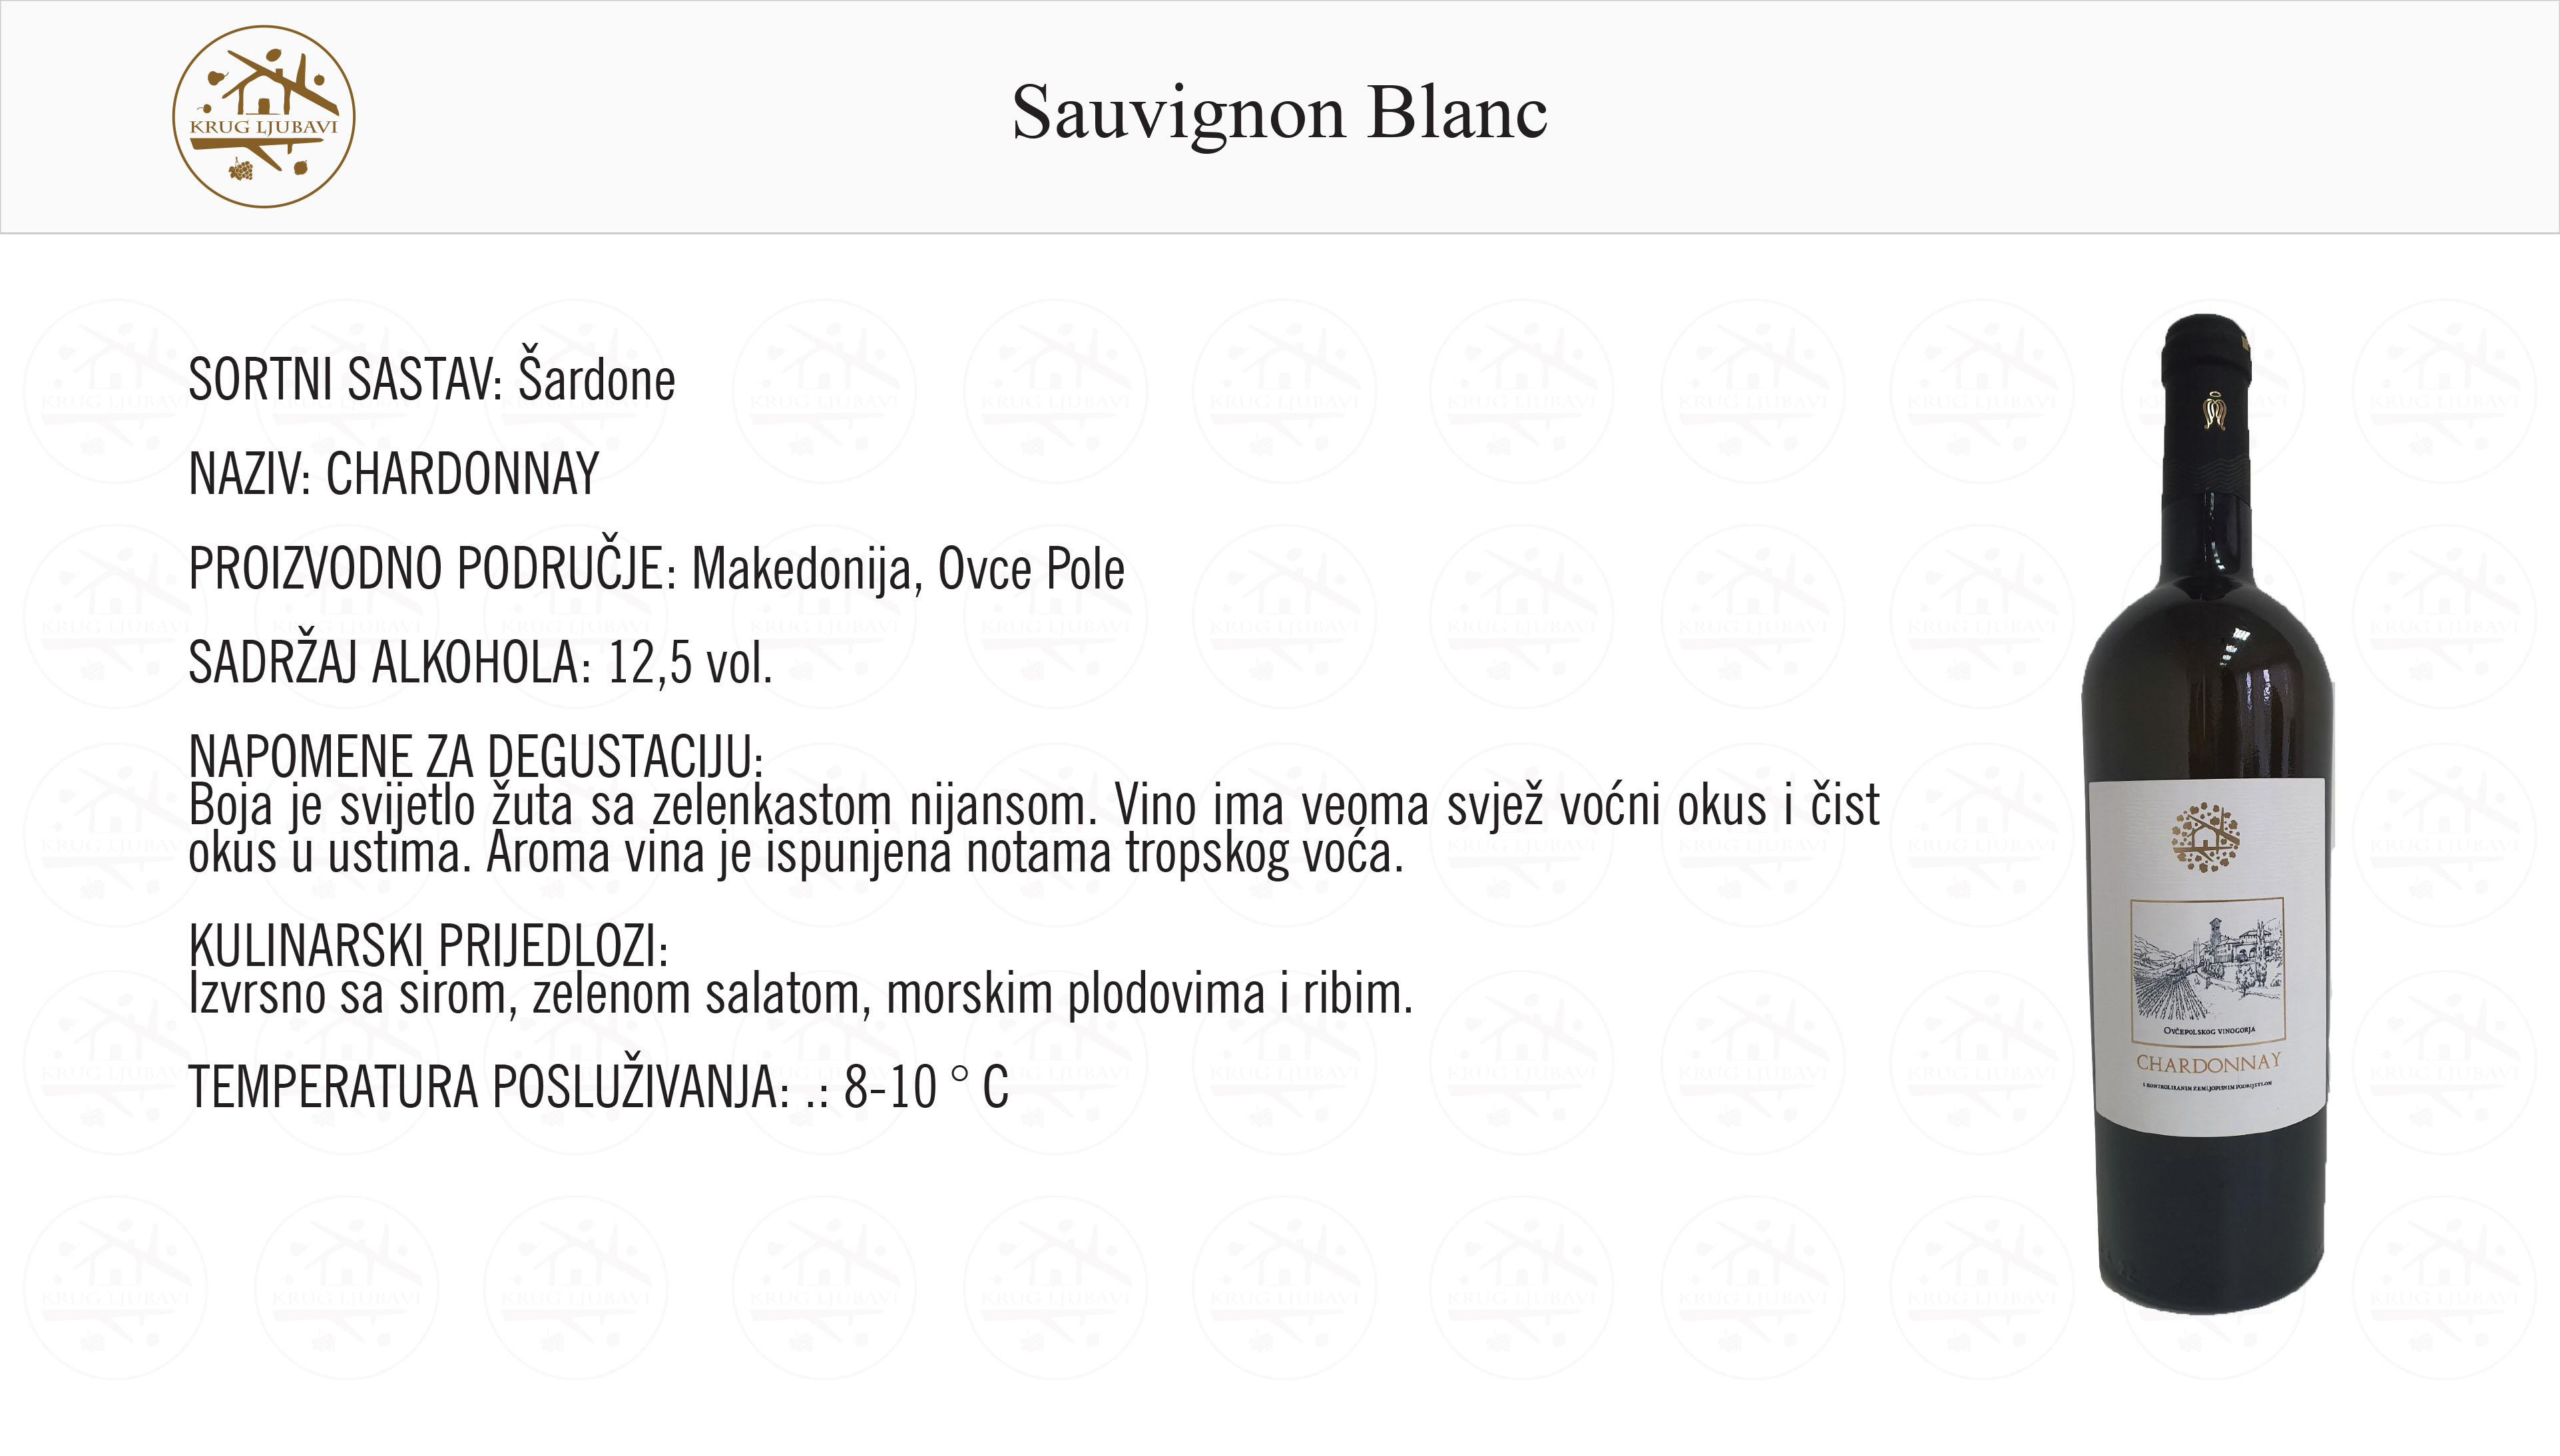 KRUG LJUBAVI
Sauvignon Blanc
SORTNI SASTAV: Šardone
NAZIV: CHARDONNAY
PROIZVODNO PODRUČJE: Makedonija, Ovce Pole
SADRŽAJ ALKOHOLA: 12,5 vol.
NAPOMENE ZA DEGUSTACIJU:
Boja je svijetlo žuta sa zelenkastom nijansom. Vino ima veoma svjež voćni okus i čist
okus u ustima. Aroma vina je ispunjena notama tropskog voća.
KULINARSKI PRIJEDLOZI:
Izvrsno sa sirom, zelenom salatom, morskim plodovima i ribim.
TEMPERATURA POSLUŽIVANJA: .: 8-10 ° C
OVČEPOLSKOG VINOGORJA
CHARDONNAY
S KONTROLIRANIM ZEMLJOPISNIM PODRIJETLOM